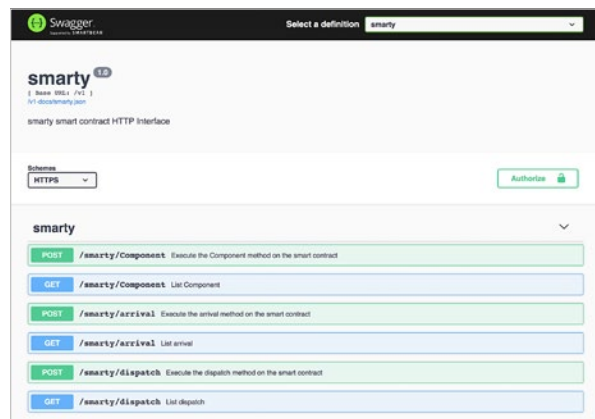 Swagger.
Supported by SMARTBEAR
Select a definition
smarty
smarty 1.0
[ Base URL: /v1 ]
/v1-docs/smarty.json
smarty smart contract HTTP Interface
Schemes
HTTPS
Authorize
smarty
POST /smarty/Component Execute the Component method on the smart contract
GET /smarty/Component List Component
POST /smarty/arrival Execute the arrival method on the smart contract
GET /smarty/arrival List arrival
POST /smarty/dispatch Execute the dispatch method on the smart contract
GET /smarty/dispatch List dispatch